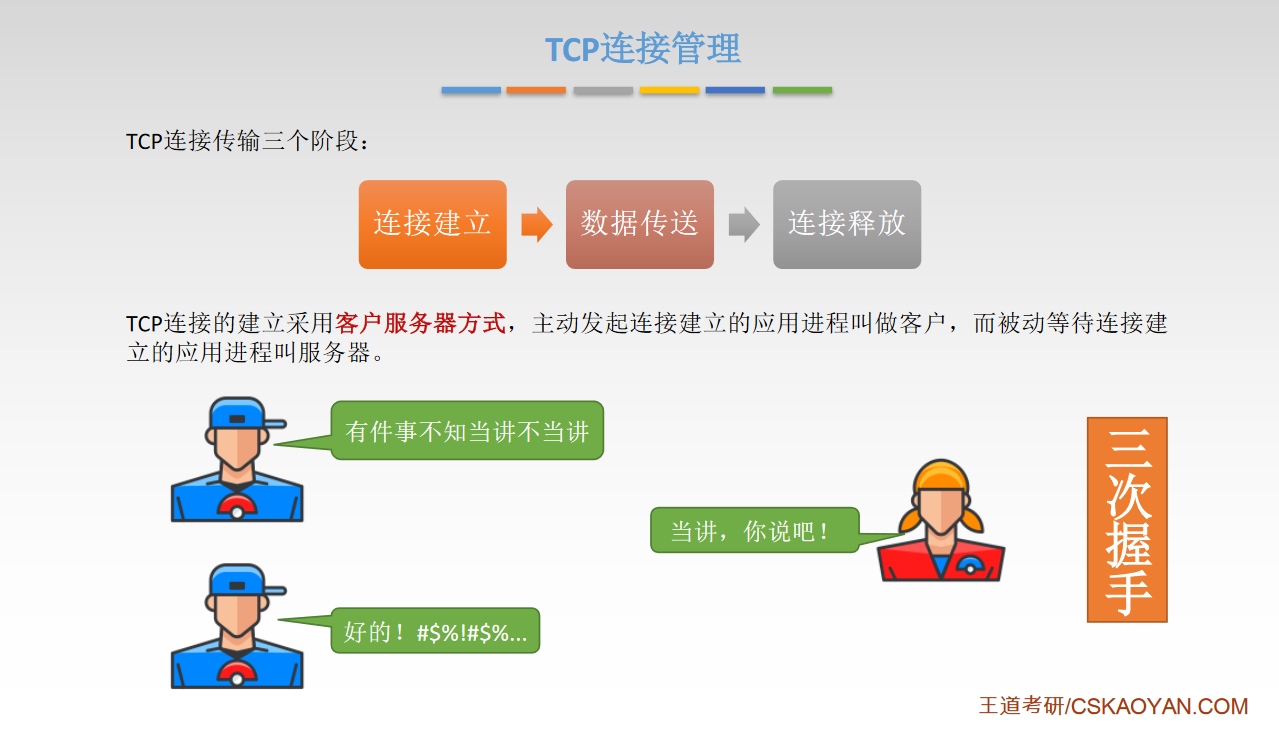 TCP连接管理
TCP连接传输三个阶段：
连接建立
数据传送
连接释放
TCP连接的建立采用客户服务器方式，主动发起连接建立的应用进程叫做客户，而被动等待连接建
立的应用进程叫服务器。
有件事不知当讲不当讲
当讲，你说吧！
好的！#$%!#$%...
三次握手
王道考研/CSKAOYAN.COM